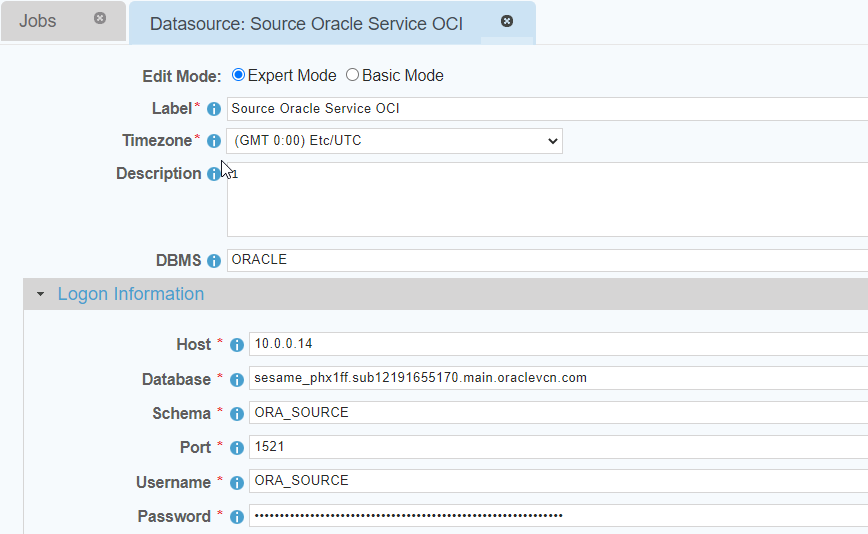 Jobs
Datasource: Source Oracle Service OCI
Edit Mode: Expert Mode Basic Mode
Label* Source Oracle Service OCI
Timezone* (GMT 0:00) Etc/UTC
Description 1
DBMS ORACLE
Logon Information
Host * 10.0.0.14
Database * sesame_phx1ff.sub12191655170.main.oraclevcn.com
Schema * ORA_SOURCE
Port * 1521
Username * ORA_SOURCE
Password * ••••••••••••••••••••••••••••••••••••••••••••••••••••••••••••